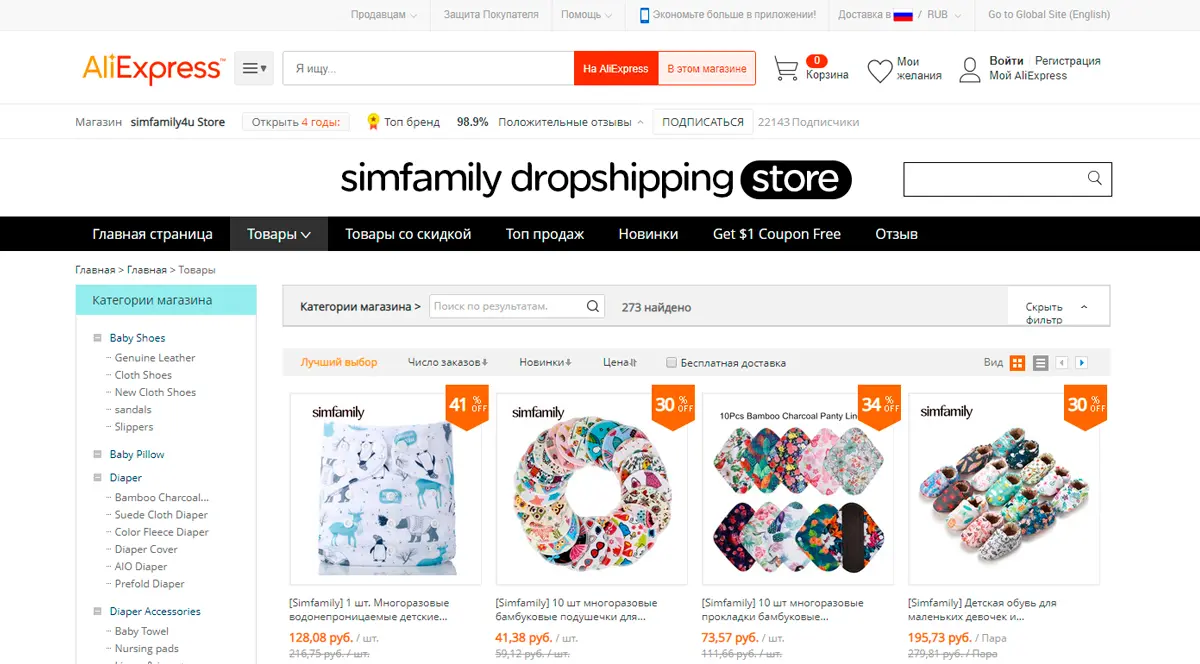 Продавцам
Защита Покупателя
Помощь
Экономьте больше в приложении!
Доставка в / RUB
Go to Global Site (English)
AliExpress™
Я ищу...
На AliExpress
В этом магазине
0
Корзина
Мои
желания
Войти | Регистрация
Мой AliExpress
Магазин simfamily4u Store
Открыть 4 годы:
Топ бренд
98.9% Положительные отзывы
ПОДПИСАТЬСЯ
22143 Подписчики
simfamily dropshipping store
Главная страница
Товары
Товары со скидкой
Топ продаж
Новинки
Get $1 Coupon Free
Отзыв
Главная > Главная > Товары
Категории магазина
Baby Shoes
Genuine Leather
Cloth Shoes
New Cloth Shoes
sandals
Slippers
Baby Pillow
Diaper
Bamboo Charcoal...
Suede Cloth Diaper
Color Fleece Diaper
Diaper Cover
AIO Diaper
Prefold Diaper
Diaper Accessories
Baby Towel
Nursing pads
Категории магазина >
Поиск по результатам.
273 найдено
Скрыть
фильтр
Лучший выбор
Число заказов
Новинки
Цена
Бесплатная доставка
Вид
simfamily
41 % OFF
[Simfamily] 1 шт. Многоразовые
водонепроницаемые детские...
128,08 руб. / шт.
216,75 руб. / шт.
simfamily
30 % OFF
[Simfamily] 10 шт многоразовые
бамбуковые подушечки для...
41,38 руб. / шт.
59,12 руб. / шт.
10Pcs Bamboo Charcoal Panty Lin
34 % OFF
[Simfamily] 10 шт многоразовые
прокладки бамбуковые...
73,57 руб. / шт.
111,66 руб. / шт.
simfamily
30 % OFF
[Simfamily] Детская обувь для
маленьких девочек и...
195,73 руб. / Пара
279,81 руб. / Пара